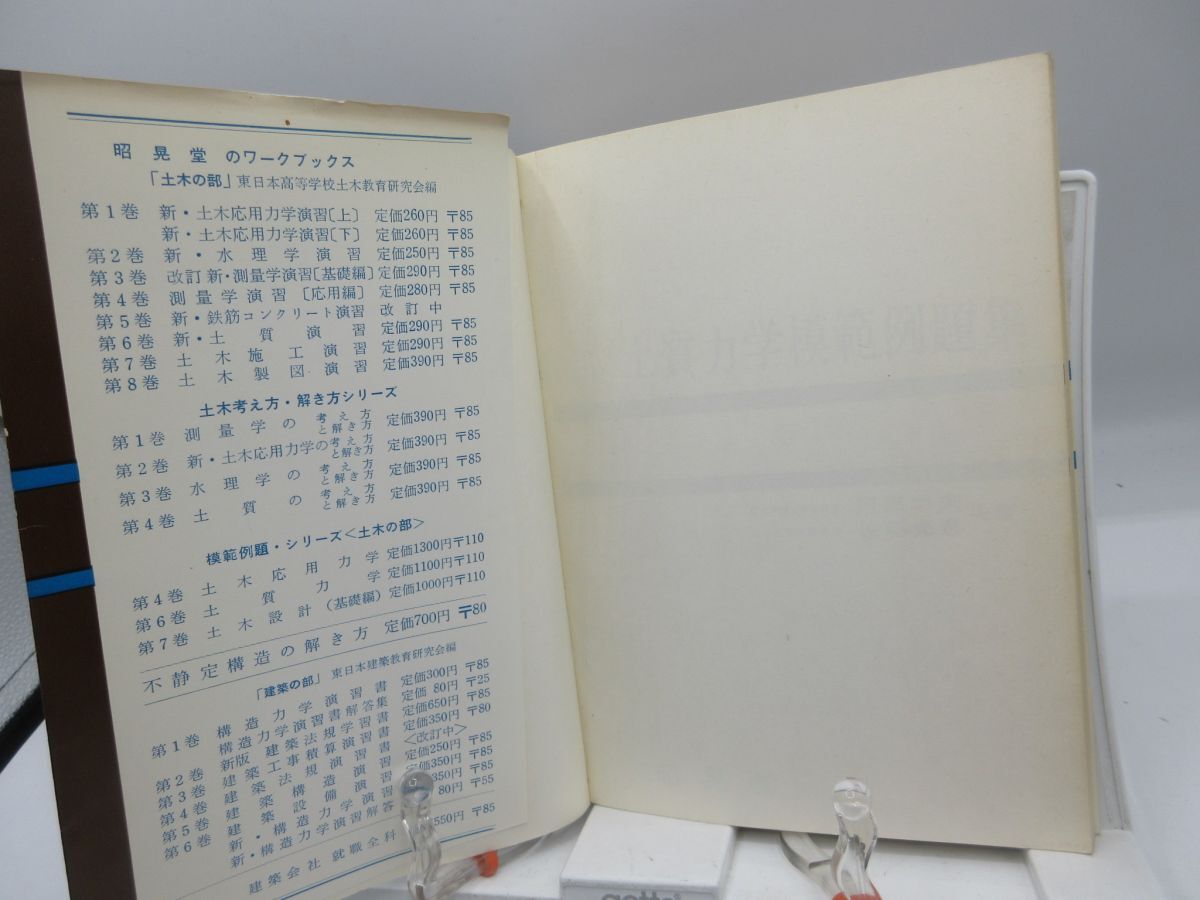 昭晃堂のワークブックス
「土木の部」東日本高等学校土木教育研究会編
第1巻 新・土木応用力学演習〔上〕 定価260円 〒85
新・土木応用力学演習〔下〕 定価260円 〒85
第2巻 新・水理学演習 定価250円 〒85
第3巻 改訂新・測量学演習〔基礎編〕 定価290円 〒85
第4巻 測量学演習〔応用編〕 定価280円 〒85
第5巻 新・鉄筋コンクリート演習 改訂中
第6巻 新・土質演習 定価290円 〒85
第7巻 土木施工演習 定価290円 〒85
第8巻 土木製図演習 定価390円 〒85
土木考え方・解き方シリーズ
第1巻 測量学の考え方と解き方 定価390円 〒85
第2巻 新・土木応用力学の考え方と解き方 定価390円 〒85
第3巻 水理学の考え方と解き方 定価390円 〒85
第4巻 土質の考え方と解き方 定価390円 〒85
模範例題・シリーズ<土木の部>
第4巻 土木応用力学 定価1300円 〒110
第6巻 土質力学 定価1100円 〒110
第7巻 土木設計(基礎編) 定価1000円 〒110
不静定構造の解き方 定価700円 〒80
「建築の部」東日本建築教育研究会編
第1巻 構造力学演習書 定価300円 〒85
構造力学演習書解答集 定価80円 〒25
第2巻 新版 建築法規学習書 定価650円 〒85
第3巻 建築工事積算演習書 定価350円 〒80
第4巻 建築法規演習書 <改訂中>
第5巻 建築構造演習 定価250円 〒85
第6巻 建築設備演習 350円 〒85
新・構造力学演習 350円 〒85
新・構造力学演習解答 80円 〒55
建築会社就職全科 550円 〒85